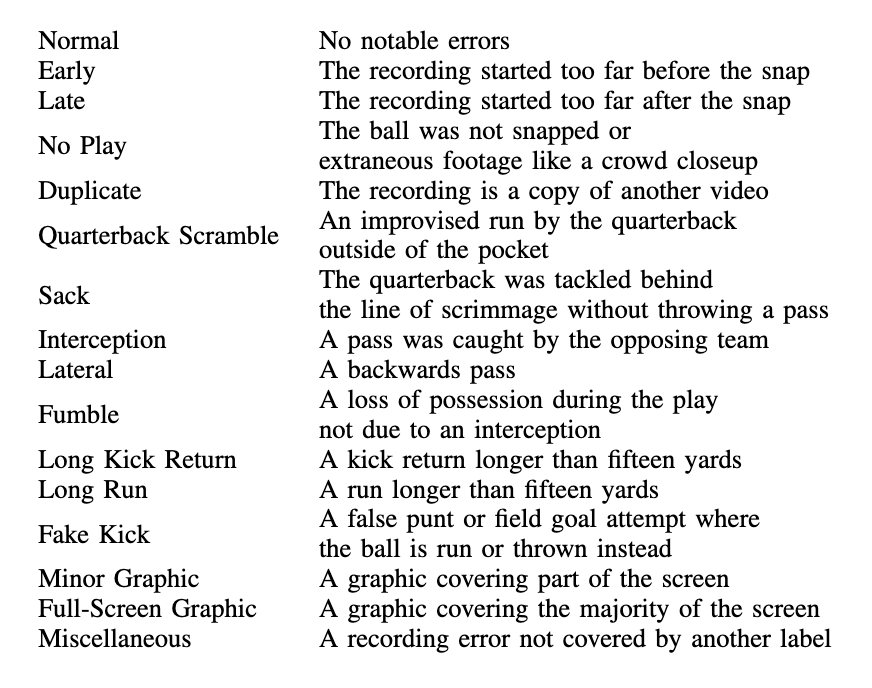 Normal No notable errors
Early The recording started too far before the snap
Late The recording started too far after the snap
No Play The ball was not snapped or
extraneous footage like a crowd closeup
Duplicate The recording is a copy of another video
Quarterback Scramble An improvised run by the quarterback
outside of the pocket
Sack The quarterback was tackled behind
the line of scrimmage without throwing a pass
Interception A pass was caught by the opposing team
Lateral A backwards pass
Fumble A loss of possession during the play
not due to an interception
Long Kick Return A kick return longer than fifteen yards
Long Run A run longer than fifteen yards
Fake Kick A false punt or field goal attempt where
the ball is run or thrown instead
Minor Graphic A graphic covering part of the screen
Full-Screen Graphic A graphic covering the majority of the screen
Miscellaneous A recording error not covered by another label